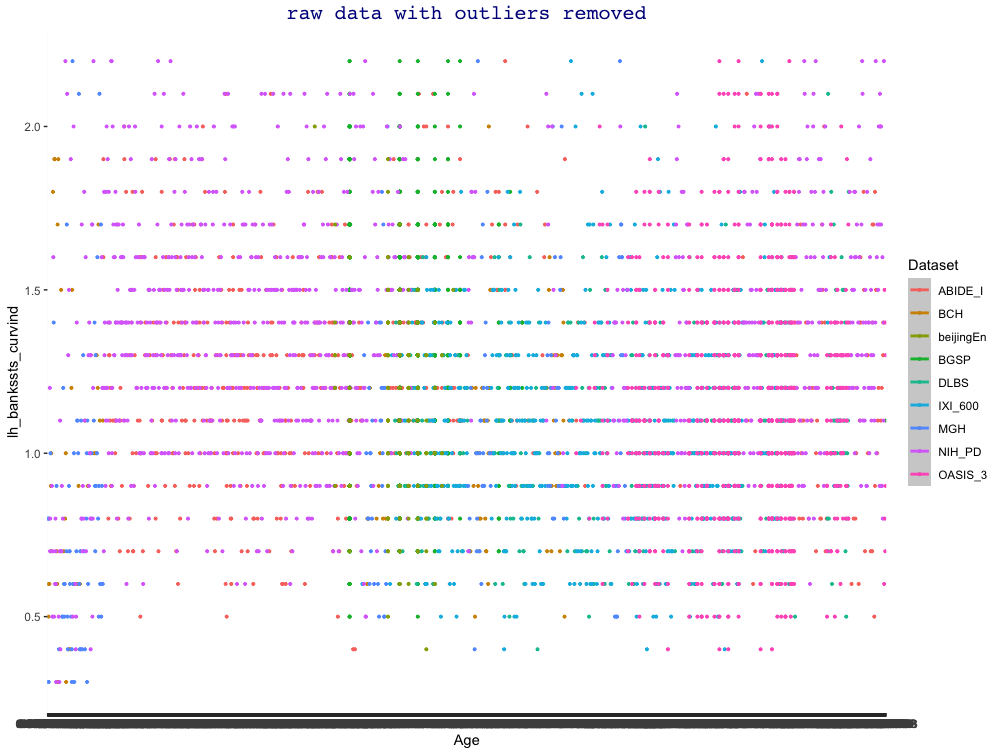 raw data with outliers removed
lh_bankssts_curvind
2.0
1.5
1.0
0.5
Age
Dataset
ABIDE_I
BCH
beijingEn
BGSP
DLBS
IXI_600
MGH
NIH_PD
OASIS_3